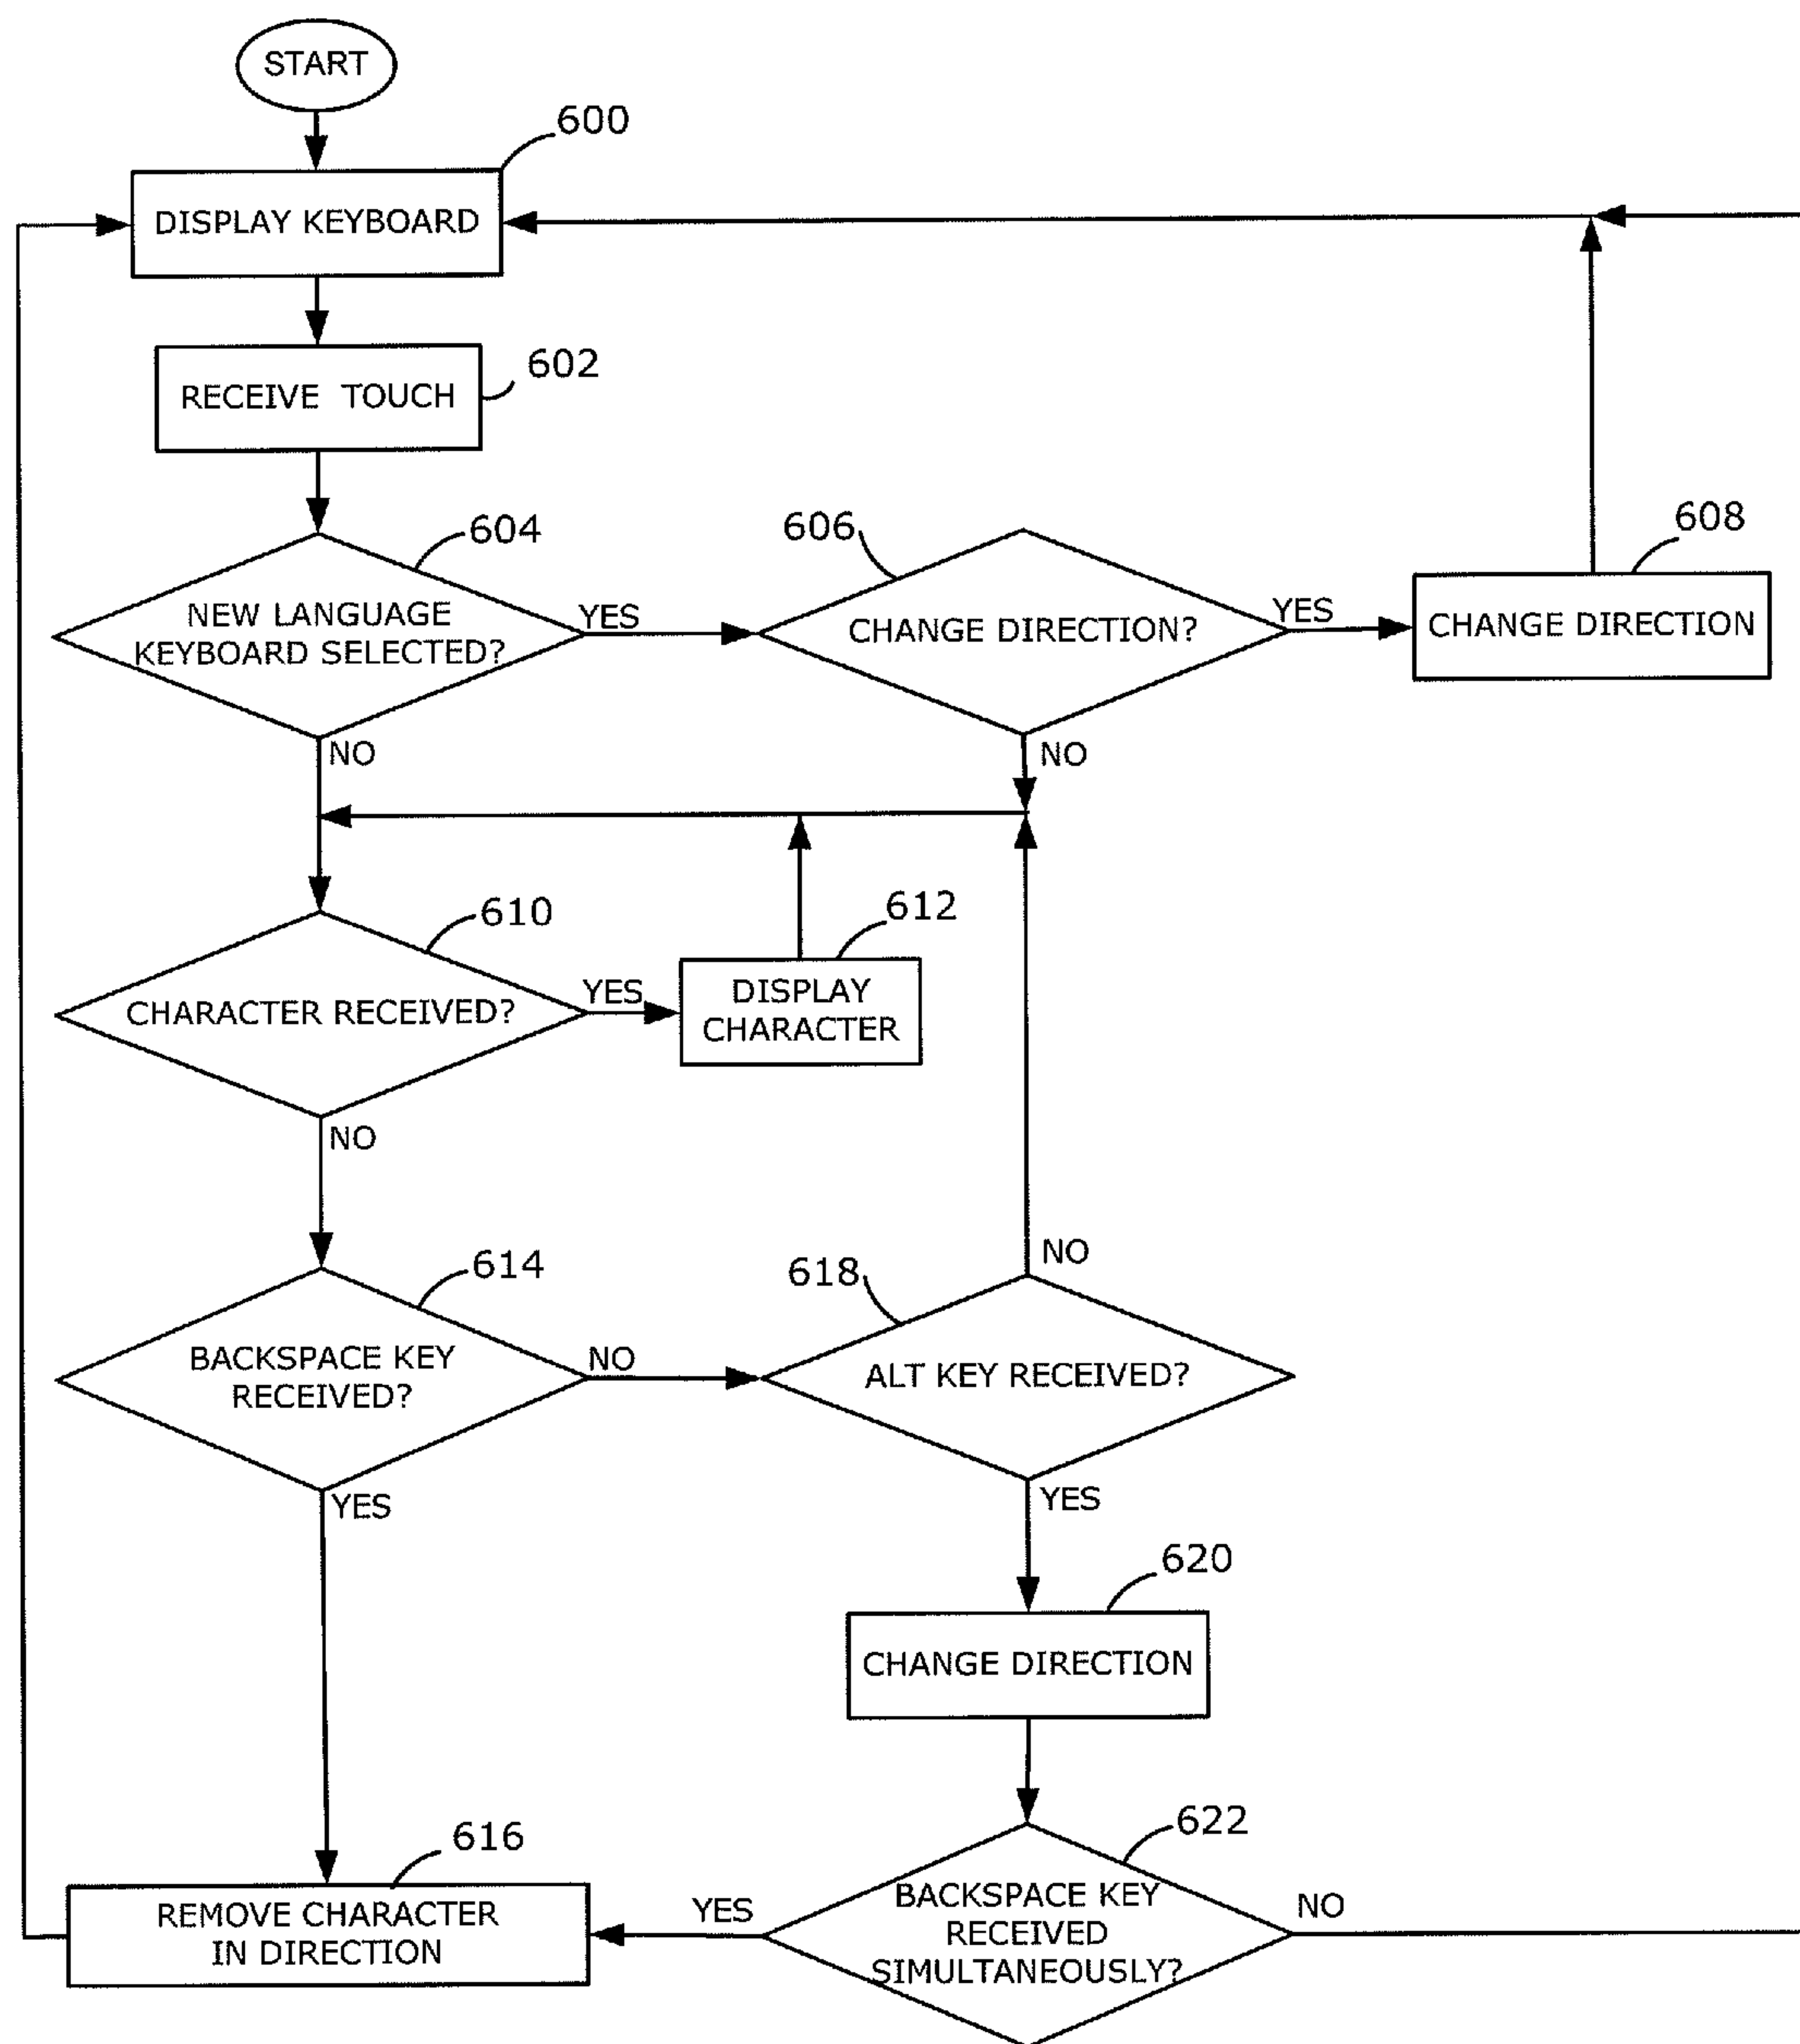 START
600
DISPLAY KEYBOARD
RECEIVE TOUCH
602
604
NEW LANGUAGE
KEYBOARD SELECTED?
YES
NO
606
CHANGE DIRECTION?
YES
NO
608
CHANGE DIRECTION
610
CHARACTER RECEIVED?
YES
NO
612
DISPLAY
CHARACTER
614
BACKSPACE KEY
RECEIVED?
NO
YES
618
NO
ALT KEY RECEIVED?
YES
620
CHANGE DIRECTION
616
REMOVE CHARACTER
IN DIRECTION
622
YES
BACKSPACE KEY
RECEIVED
SIMULTANEOUSLY?
NO